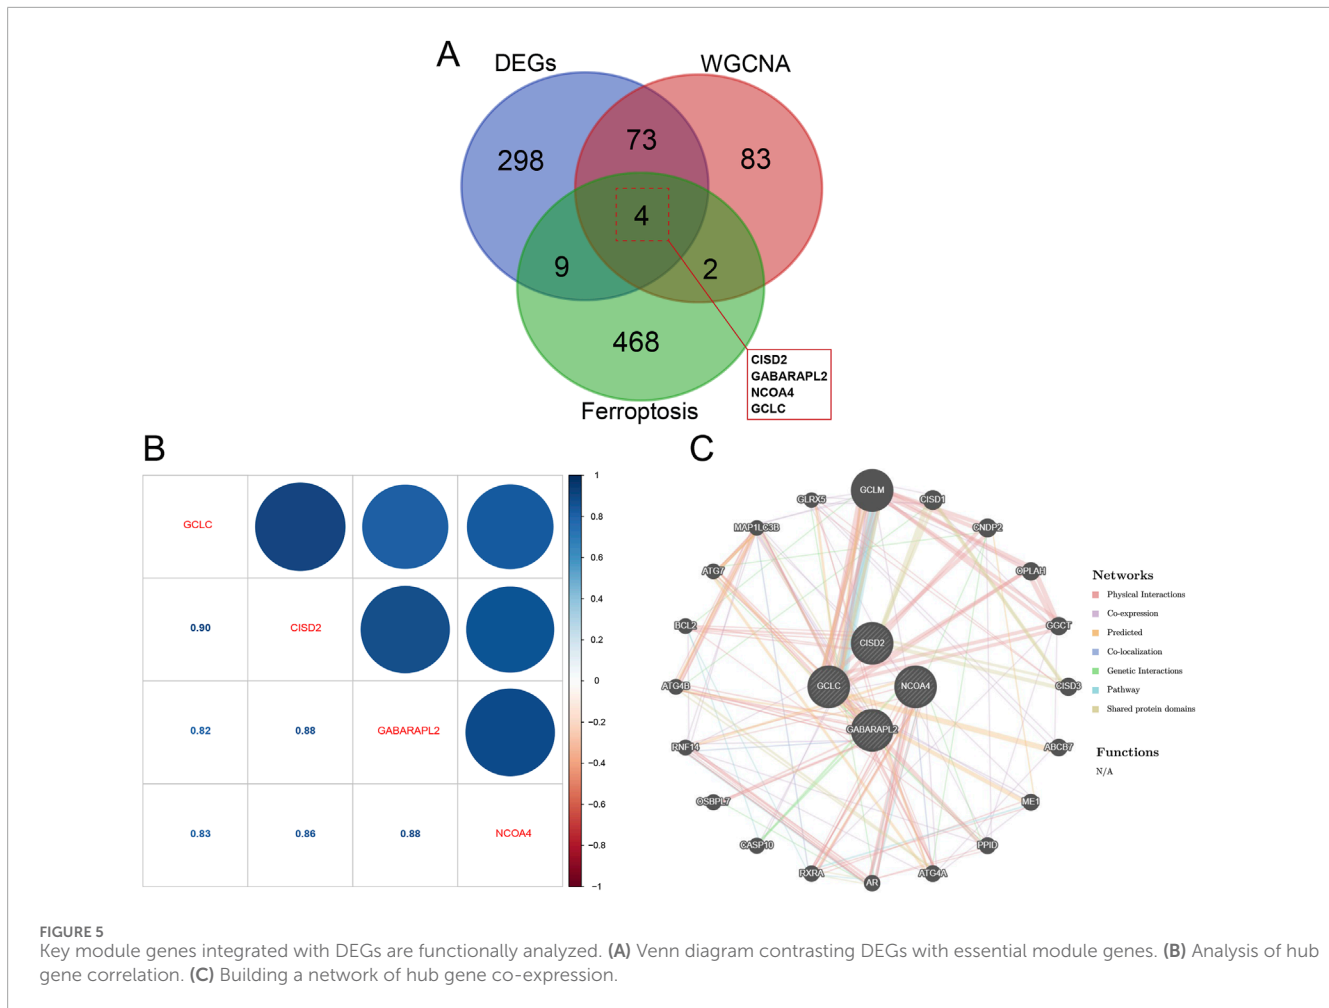 A
DEGs
WGCNA
298
73
83
4
9
2
468
Ferroptosis
CISD2
GABARAPL2
NCOA4
GCLC
B
GCLC
0.90
CISD2
0.82
0.88
GABARAPL2
0.83
0.86
0.88
NCOA4
1
0.8
0.6
0.4
0.2
0
−0.2
−0.4
−0.6
−0.8
−1
C
GCLM
GLRX5
CISD1
MAP1LC3B
CNDP2
ATG7
OPLAH
BCL2
GGCT
CISD2
ATG4B
GCLC
NCOA4
CISD3
GABARAPL2
RNF14
ABCB7
OSBPL7
ME1
CASP10
PPID
RXRA
AR
ATG4A
Networks
Physical Interactions
Co-expression
Predicted
Co-localization
Genetic Interactions
Pathway
Shared protein domains
Functions
N/A
FIGURE 5
Key module genes integrated with DEGs are functionally analyzed. (A) Venn diagram contrasting DEGs with essential module genes. (B) Analysis of hub
gene correlation. (C) Building a network of hub gene co-expression.